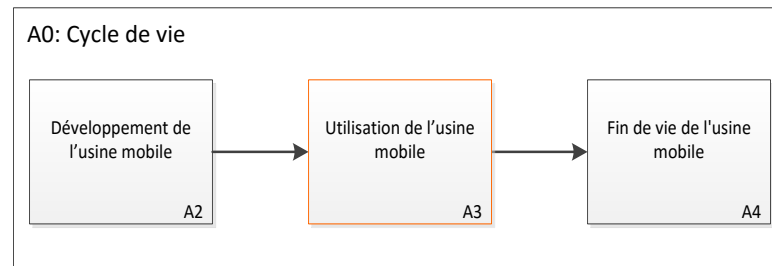 A0: Cycle de vie
Développement de
l’usine mobile
A2
Utilisation de l’usine
mobile
A3
Fin de vie de l'usine
mobile
A4